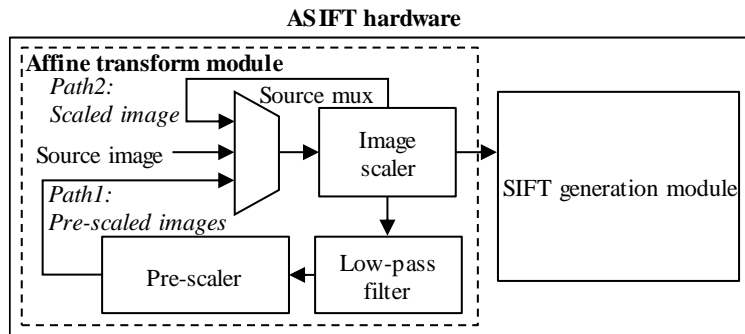 ASIFT hardware
Affine transform module
Path2:
Scaled image
Source mux
Source image
Image
scaler
Path1:
Pre-scaled images
SIFT generation module
Pre-scaler
Low-pass
filter